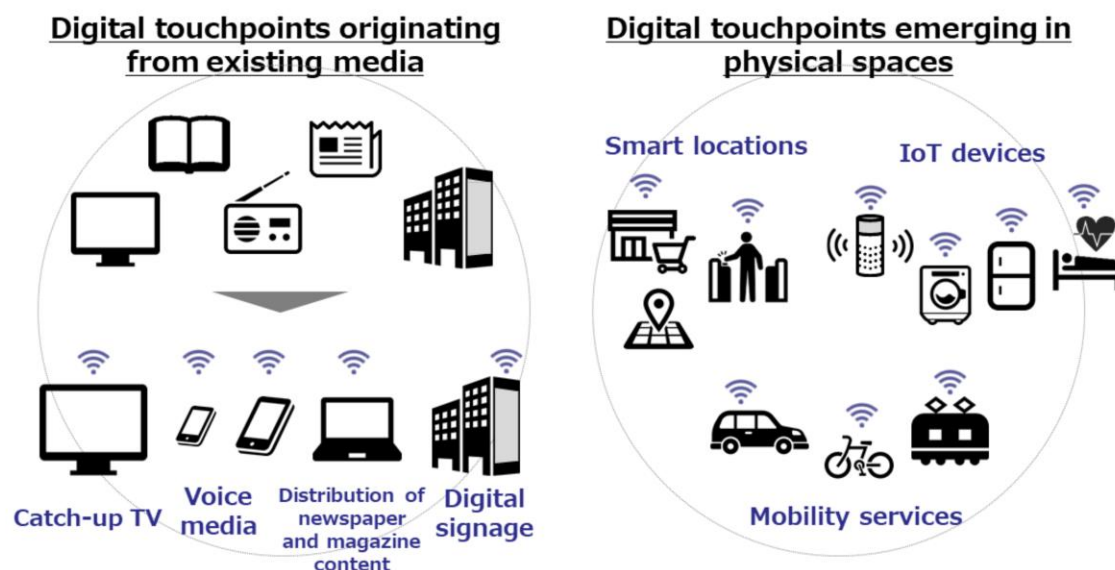 Digital touchpoints originating
from existing media
Catch-up TV
Voice
media
Distribution of
newspaper
and magazine
content
Digital
signage
Digital touchpoints emerging in
physical spaces
Smart locations
IoT devices
Mobility services